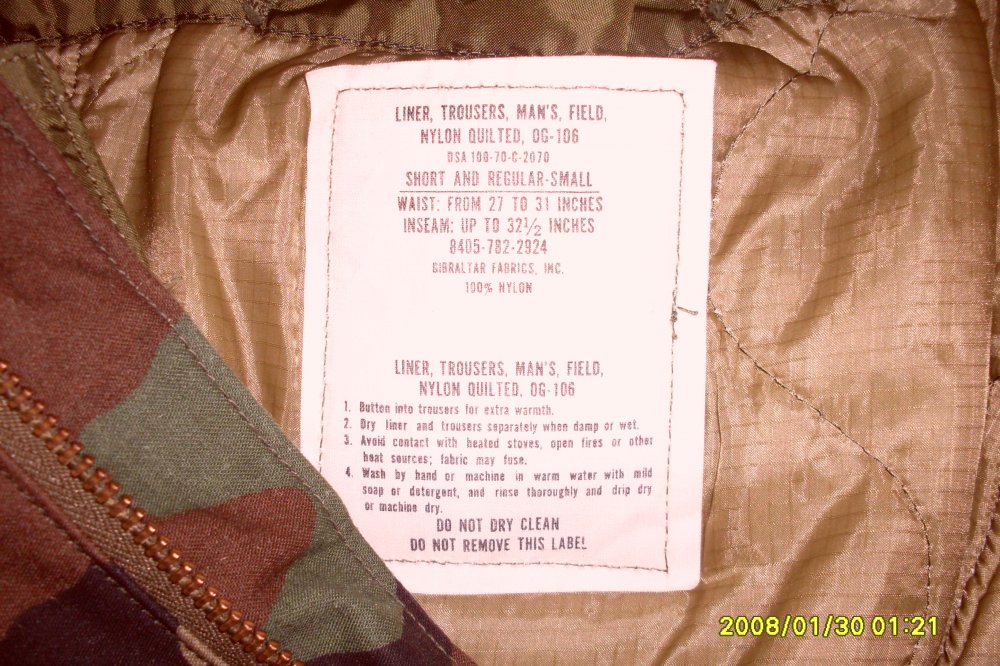 LINER, TROUSERS, MAN'S, FIELD,
NYLON QUILTED, OG-106
DSA 100-70-C-2070
SHORT AND REGULAR-SMALL
WAIST: FROM 27 TO 31 INCHES
INSEAM: UP TO 32½ INCHES
8405-782-2924
GIBRALTAR FABRICS, INC.
100% NYLON
LINER, TROUSERS, MAN'S, FIELD,
NYLON QUILTED, OG-106
1. Button into trousers for extra warmth.
2. Dry liner and trousers separately when damp or wet.
3. Avoid contact with heated stoves, open fires or other
heat sources; fabric may fuse.
4. Wash by hand or machine in warm water with mild
soap or detergent, and rinse thoroughly and drip dry
or machine dry.
DO NOT DRY CLEAN
DO NOT REMOVE THIS LABEL
2008/01/30 01:21